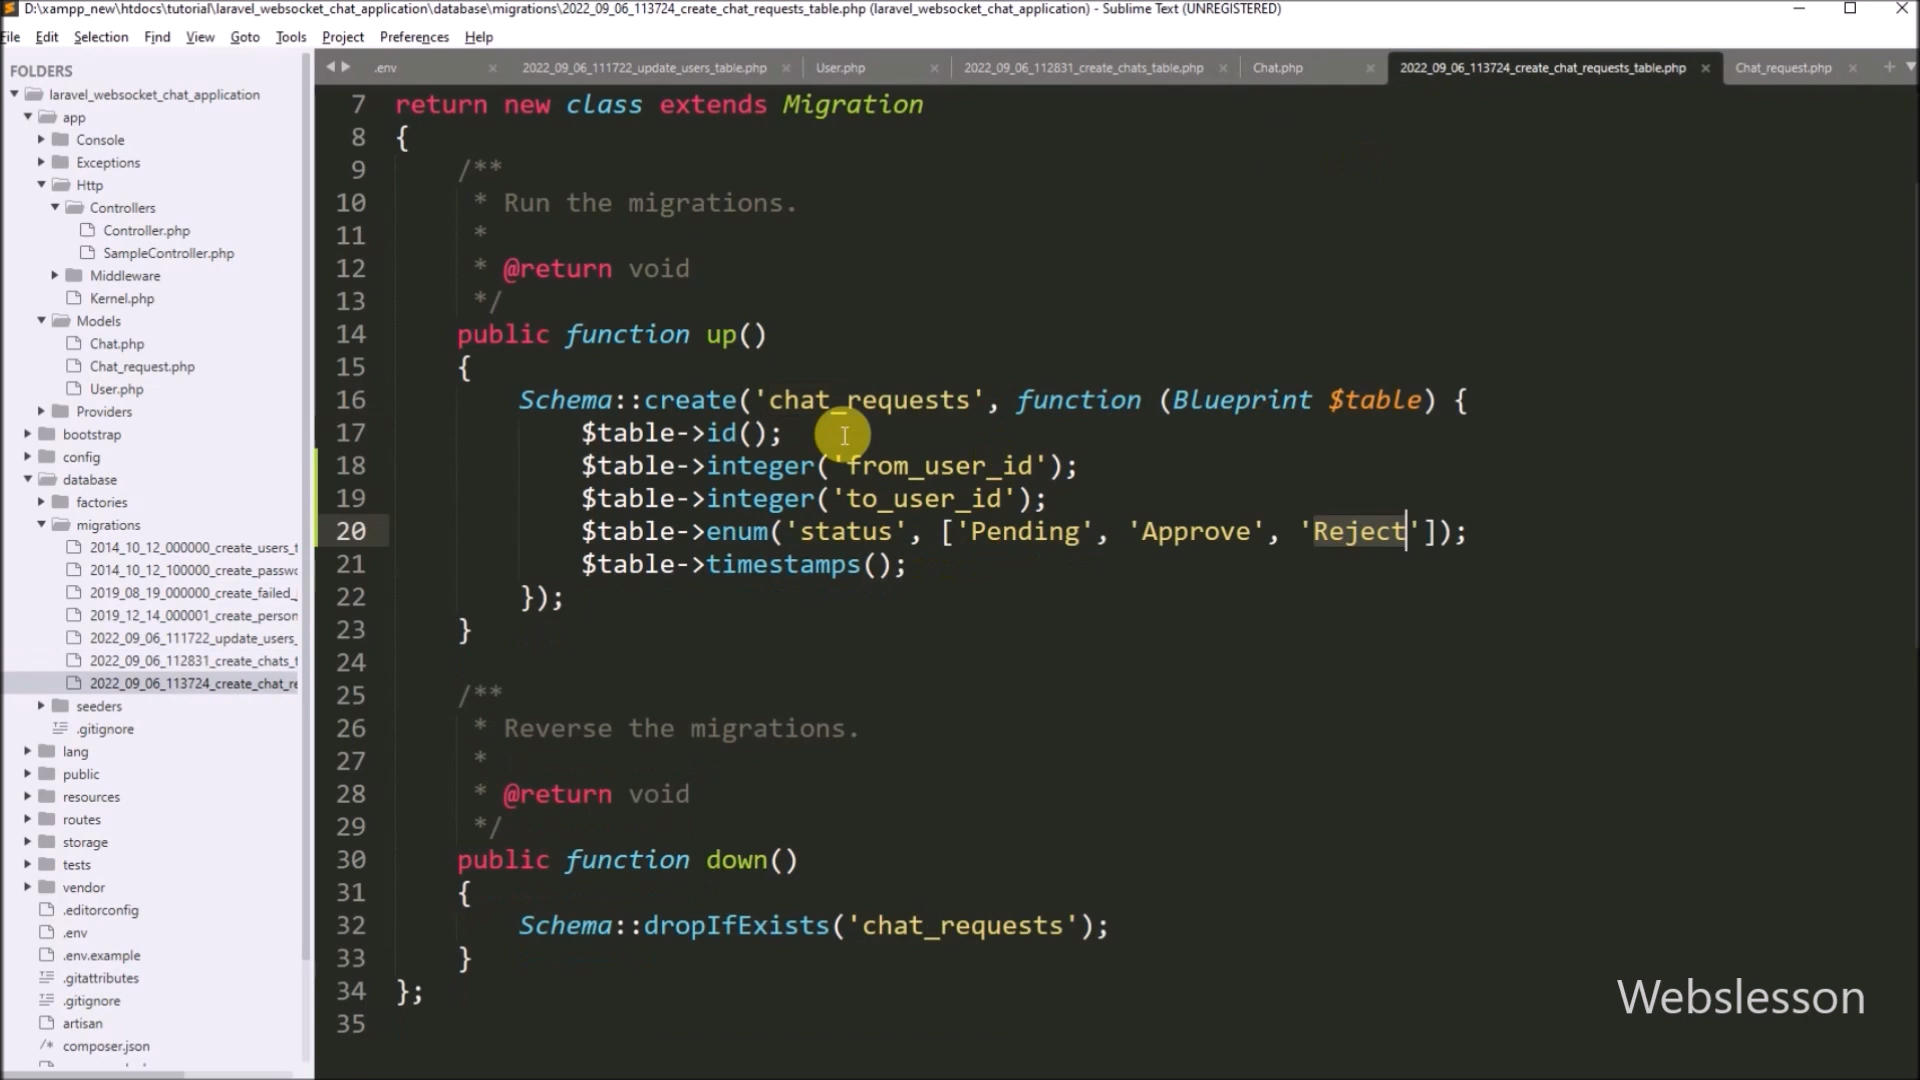 D:\xampp_new\htdocs\tutorial\laravel_websocket_chat_application\database\migrations\2022_09_06_113724_create_chat_requests_table.php (laravel_websocket_chat_application) - Sublime Text (UNREGISTERED)
File Edit Selection Find View Goto Tools Project Preferences Help
.env 2022_09_06_111722_update_users_table.php User.php 2022_09_06_112831_create_chats_table.php Chat.php 2022_09_06_113724_create_chat_requests_table.php Chat_request.php
FOLDERS
laravel_websocket_chat_application
app
Console
Exceptions
Http
Controllers
Controller.php
SampleController.php
Middleware
Kernel.php
Models
Chat.php
Chat_request.php
User.php
Providers
bootstrap
config
database
factories
migrations
2014_10_12_000000_create_users_t
2014_10_12_100000_create_passwo
2019_08_19_000000_create_failed_
2019_12_14_000001_create_person
2022_09_06_111722_update_users_
2022_09_06_112831_create_chats_t
2022_09_06_113724_create_chat_re
seeders
.gitignore
lang
public
resources
routes
storage
tests
vendor
.editorconfig
.env
.env.example
.gitattributes
.gitignore
artisan
composer.json
7 return new class extends Migration
8 {
9 /**
10 * Run the migrations.
11 *
12 * @return void
13 */
14 public function up()
15 {
16 Schema::create('chat_requests', function (Blueprint $table) {
17 $table->id();
18 $table->integer('from_user_id');
19 $table->integer('to_user_id');
20 $table->enum('status', ['Pending', 'Approve', 'Reject']);
21 $table->timestamps();
22 });
23 }
24
25 /**
26 * Reverse the migrations.
27 *
28 * @return void
29 */
30 public function down()
31 {
32 Schema::dropIfExists('chat_requests');
33 }
34 };
35
Webslesson